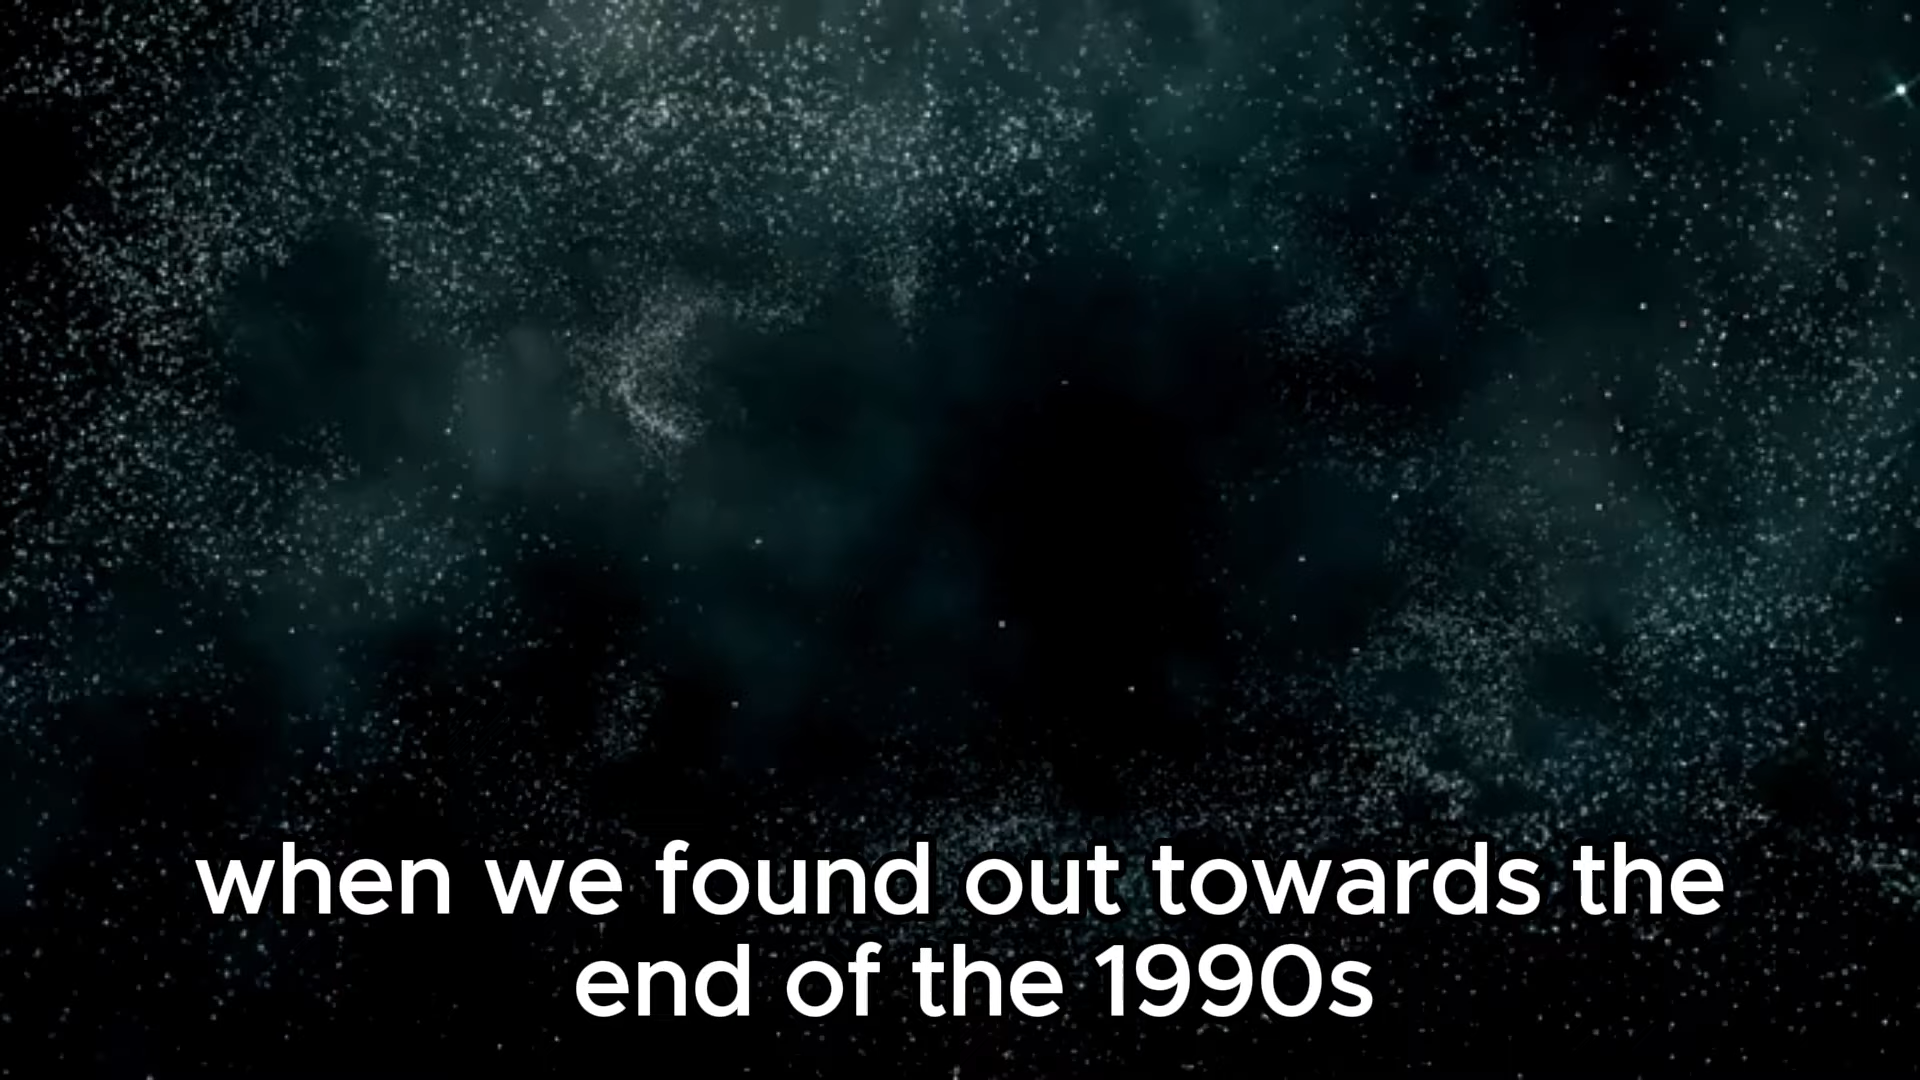 when we found out towards the
end of the 1990s